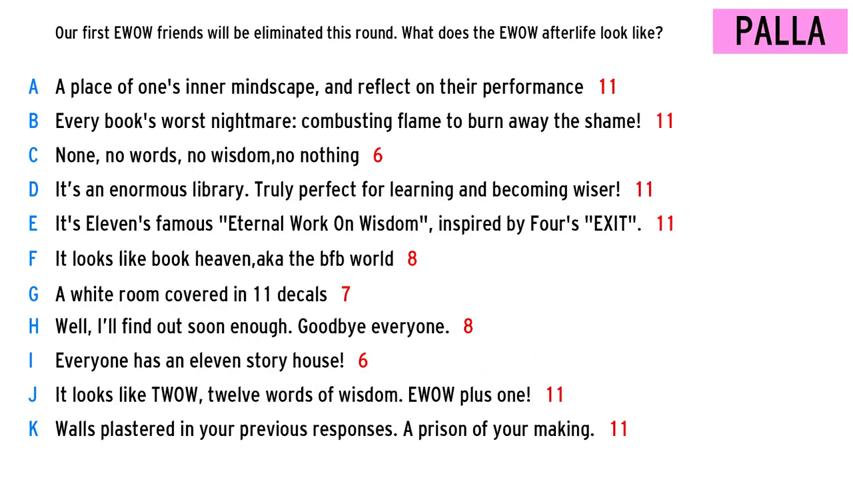 Our first EWOW friends will be eliminated this round. What does the EWOW afterlife look like?
PALLA
A A place of one's inner mindscape, and reflect on their performance 11
B Every book's worst nightmare: combusting flame to burn away the shame! 11
C None, no words, no wisdom,no nothing 6
D It’s an enormous library. Truly perfect for learning and becoming wiser! 11
E It's Eleven's famous "Eternal Work On Wisdom", inspired by Four's "EXIT". 11
F It looks like book heaven,aka the bfb world 8
G A white room covered in 11 decals 7
H Well, I’ll find out soon enough. Goodbye everyone. 8
I Everyone has an eleven story house! 6
J It looks like TWOW, twelve words of wisdom. EWOW plus one! 11
K Walls plastered in your previous responses. A prison of your making. 11